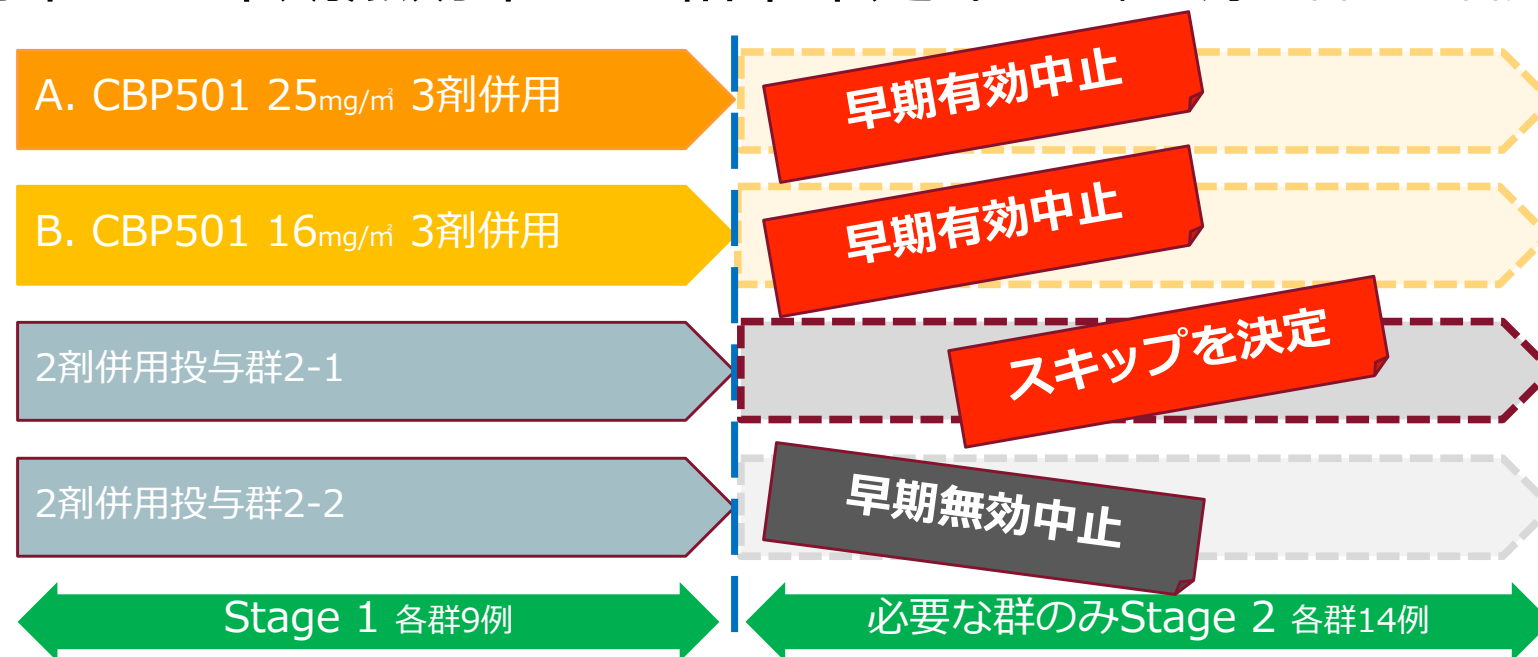 A. CBP501 25mg/㎡ 3剤併用
早期有効中止
B. CBP501 16mg/㎡ 3剤併用
早期有効中止
2剤併用投与群2-1
スキップを決定
2剤併用投与群2-2
早期無効中止
Stage 1 各群9例
必要な群のみStage 2 各群14例